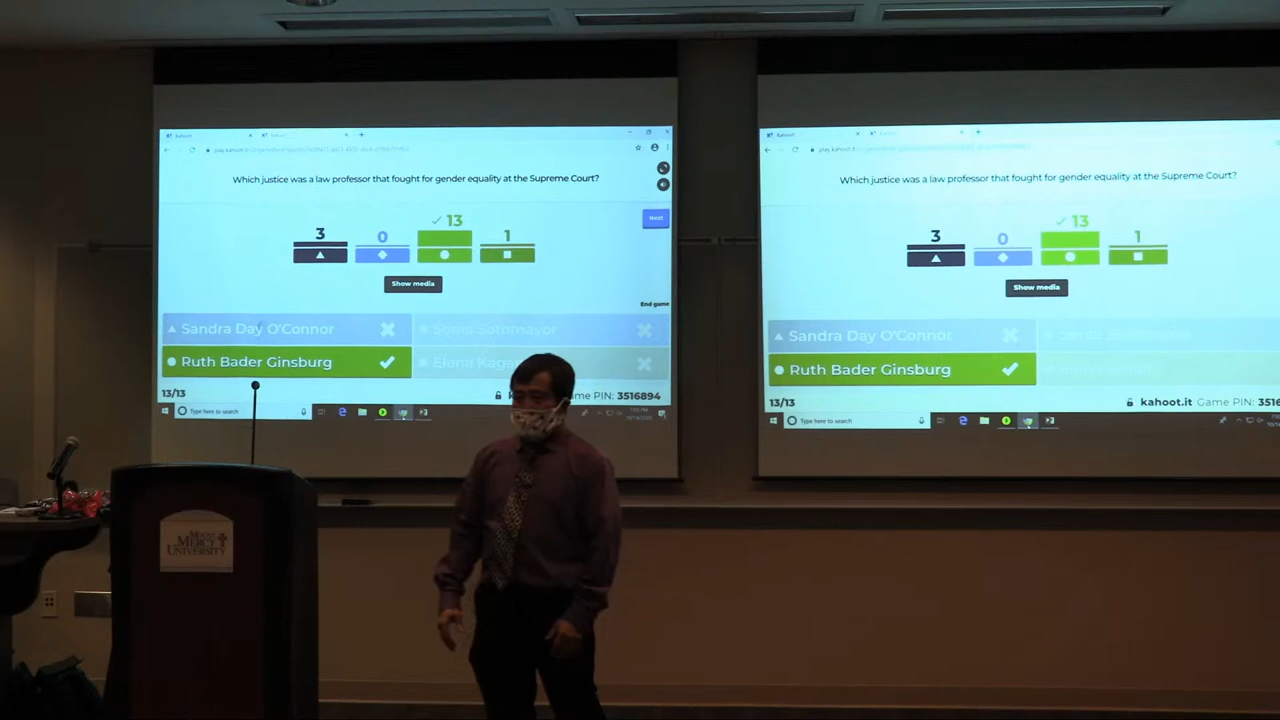 Kahoot!
Which justice was a law professor that fought for gender equality at the Supreme Court?
3
0
13
1
Next
Show media
End game
Sandra Day O'Connor
Sonia Sotomayor
Ruth Bader Ginsburg
Elena Kagan
13/13
Game PIN: 3516894
Type here to search
Which justice was a law professor that fought for gender equality at the Supreme Court?
3
0
13
1
Show media
Sandra Day O'Connor
Ruth Bader Ginsburg
13/13
kahoot.it Game PIN: 3516
Type here to search
MOUNT
MERCY
UNIVERSITY